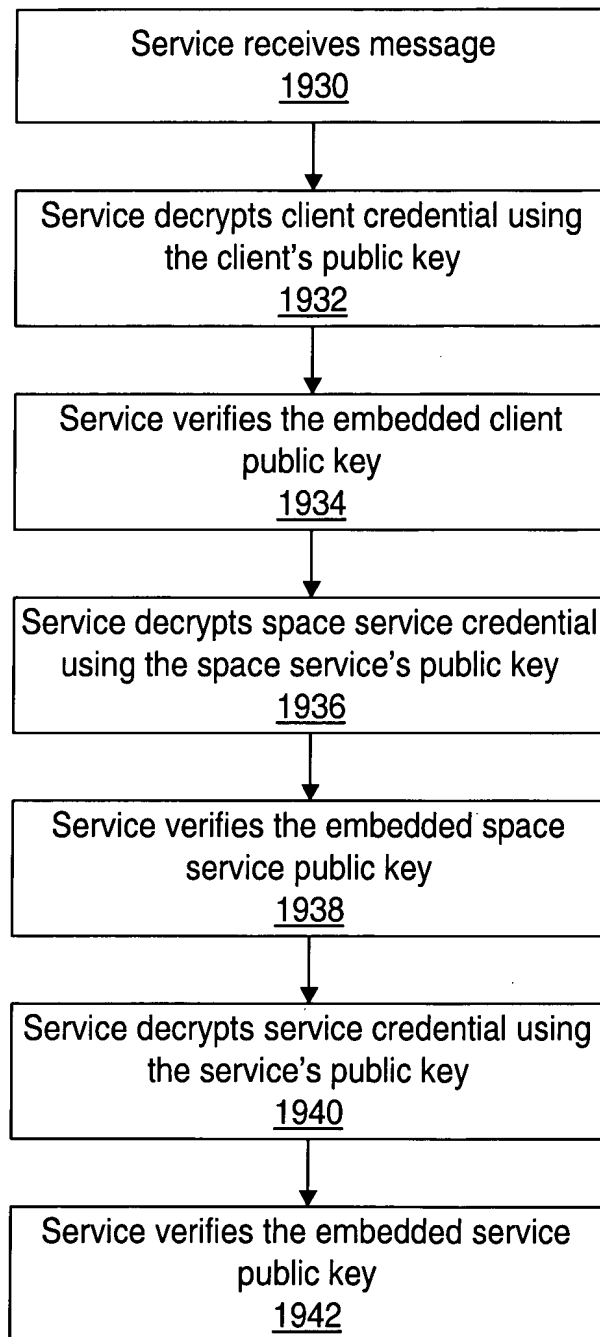 Service receives message
1930
Service decrypts client credential using
the client's public key
1932
Service verifies the embedded client
public key
1934
Service decrypts space service credential
using the space service's public key
1936
Service verifies the embedded space
service public key
1938
Service decrypts service credential using
the service's public key
1940
Service verifies the embedded service
public key
1942